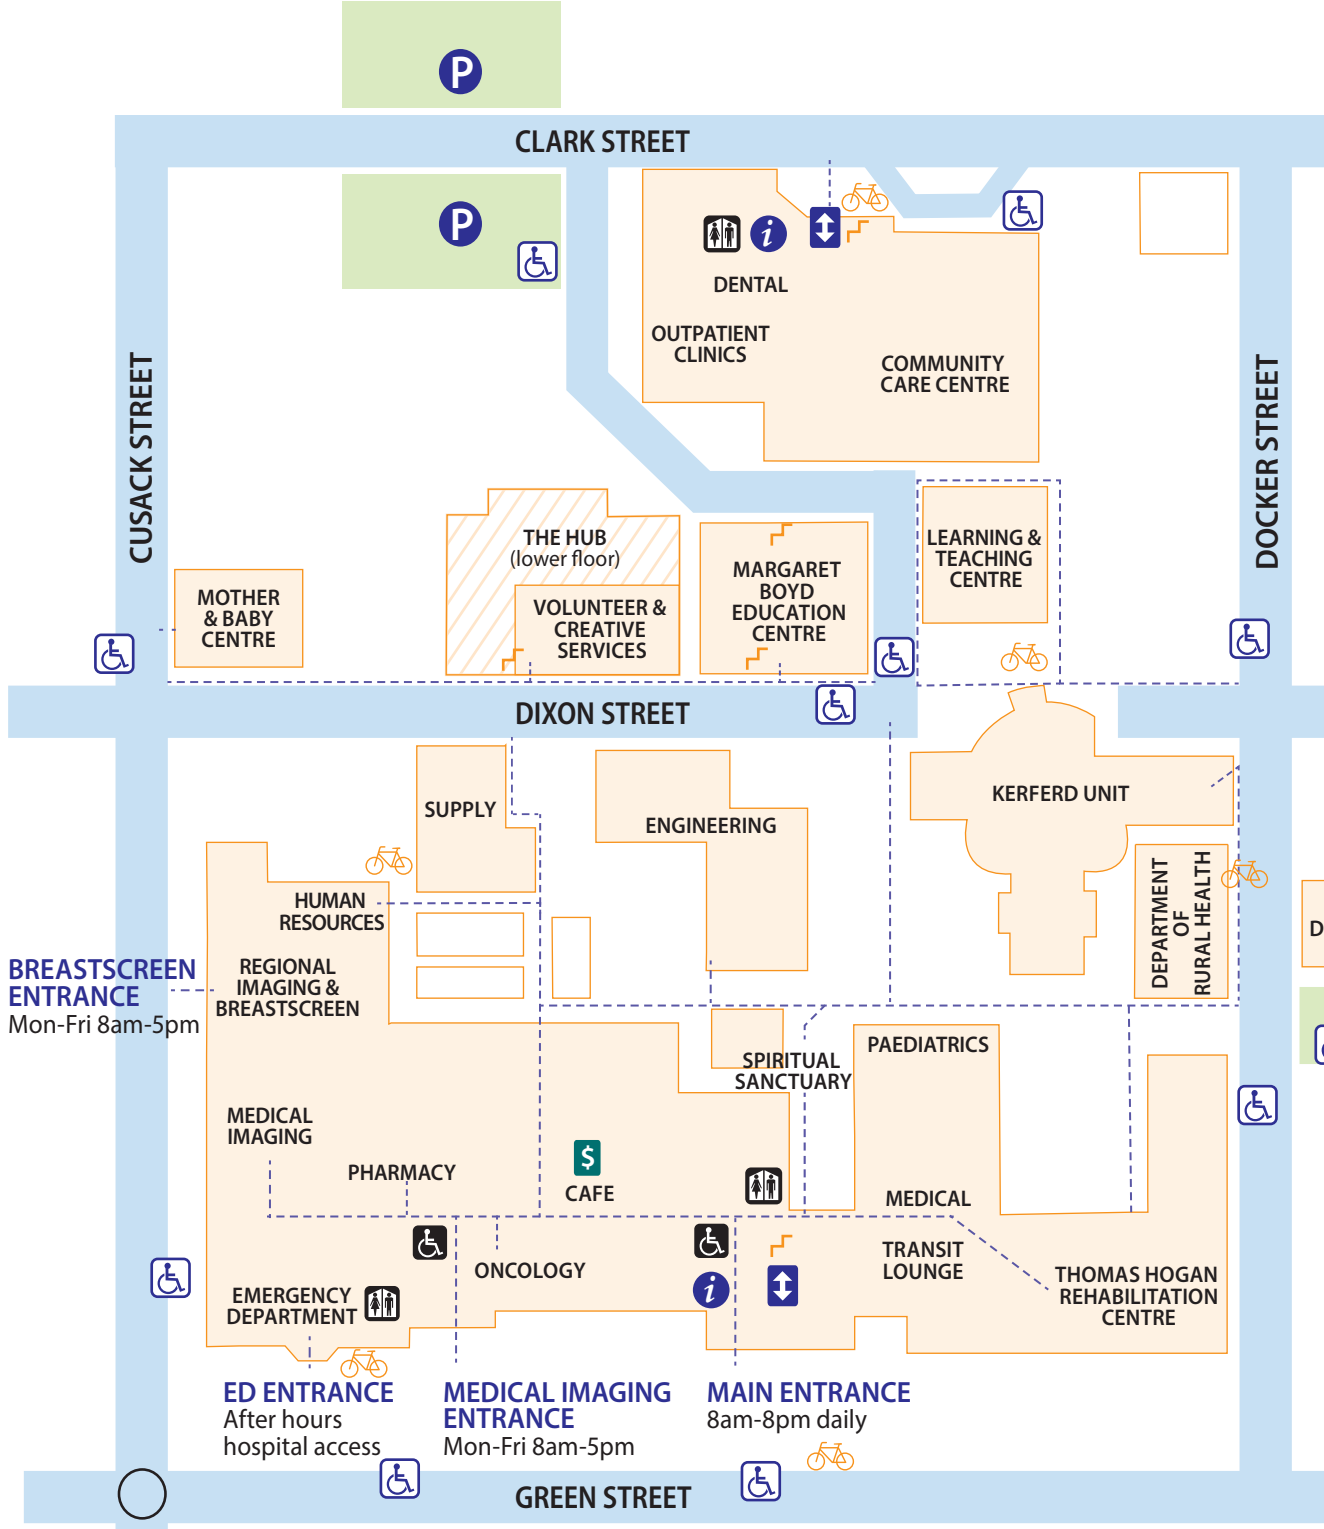 P
CLARK STREET
P
i
DENTAL
OUTPATIENT
CLINICS
COMMUNITY
CARE CENTRE
CUSACK STREET
DOCKER STREET
THE HUB
(lower floor)
LEARNING &
TEACHING
CENTRE
MARGARET
BOYD
EDUCATION
CENTRE
MOTHER
& BABY
CENTRE
VOLUNTEER &
CREATIVE
SERVICES
DIXON STREET
KERFERD UNIT
SUPPLY
ENGINEERING
DEPARTMENT
OF
RURAL HEALTH
HUMAN
RESOURCES
D
BREASTSCREEN
ENTRANCE
Mon-Fri 8am-5pm
REGIONAL
IMAGING &
BREASTSCREEN
SPIRITUAL
SANCTUARY
PAEDIATRICS
MEDICAL
IMAGING
PHARMACY
$
CAFE
MEDICAL
TRANSIT
LOUNGE
ONCOLOGY
i
THOMAS HOGAN
REHABILITATION
CENTRE
EMERGENCY
DEPARTMENT
ED ENTRANCE
After hours
hospital access
MEDICAL IMAGING
ENTRANCE
Mon-Fri 8am-5pm
MAIN ENTRANCE
8am-8pm daily
GREEN STREET